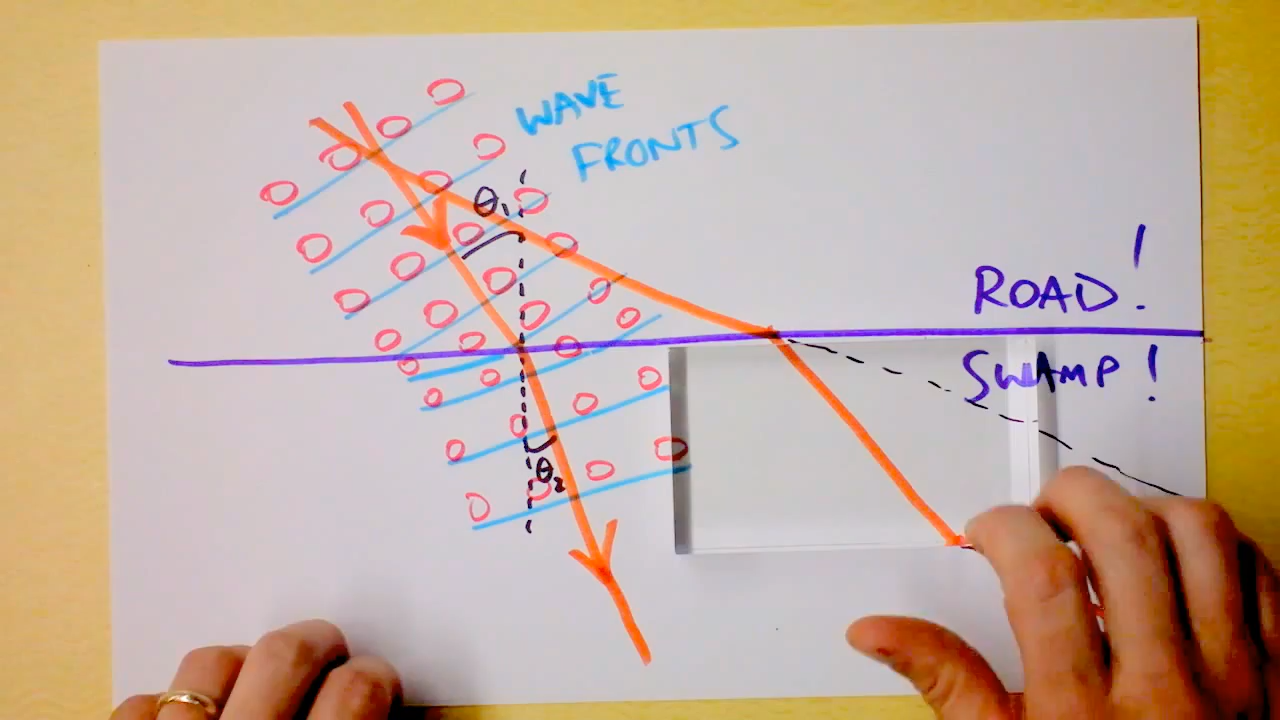 WAVE
FRONTS
θ₁
ROAD!
SWAMP!
θ₂